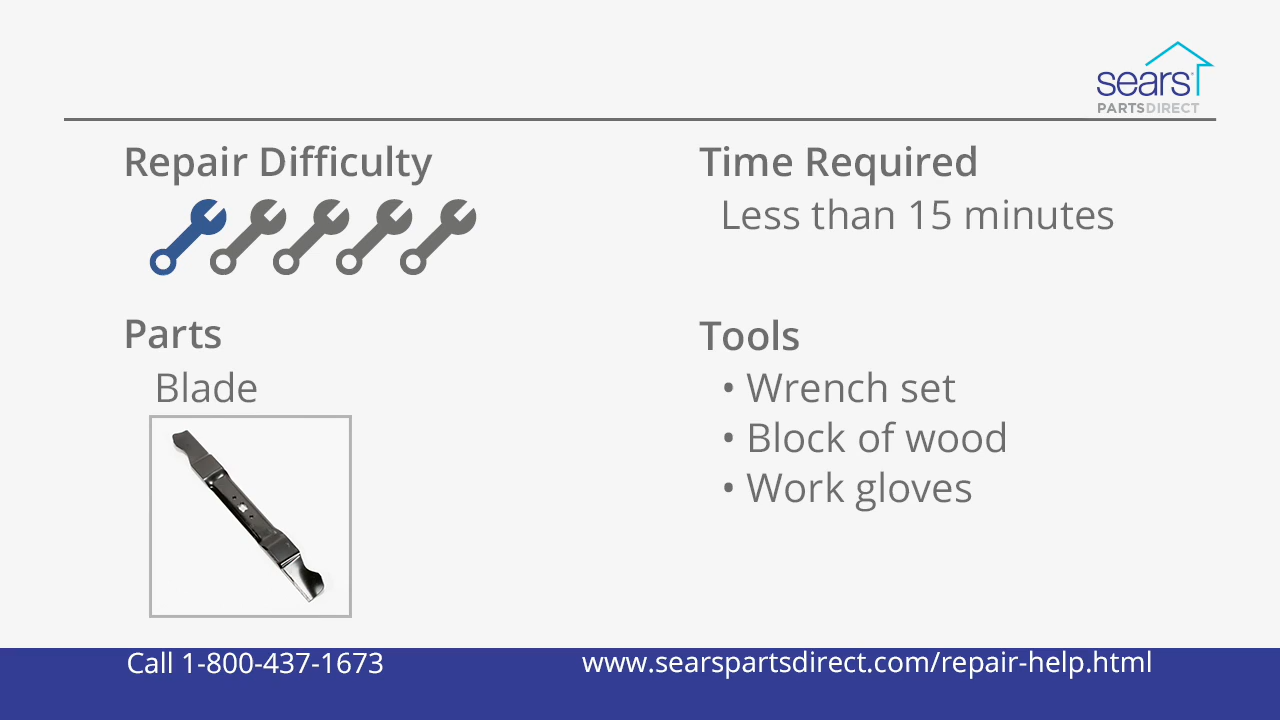 sears
PARTSDIRECT
Repair Difficulty
Time Required
Less than 15 minutes
Parts
Blade
Tools
• Wrench set
• Block of wood
• Work gloves
Call 1-800-437-1673
www.searspartsdirect.com/repair-help.html